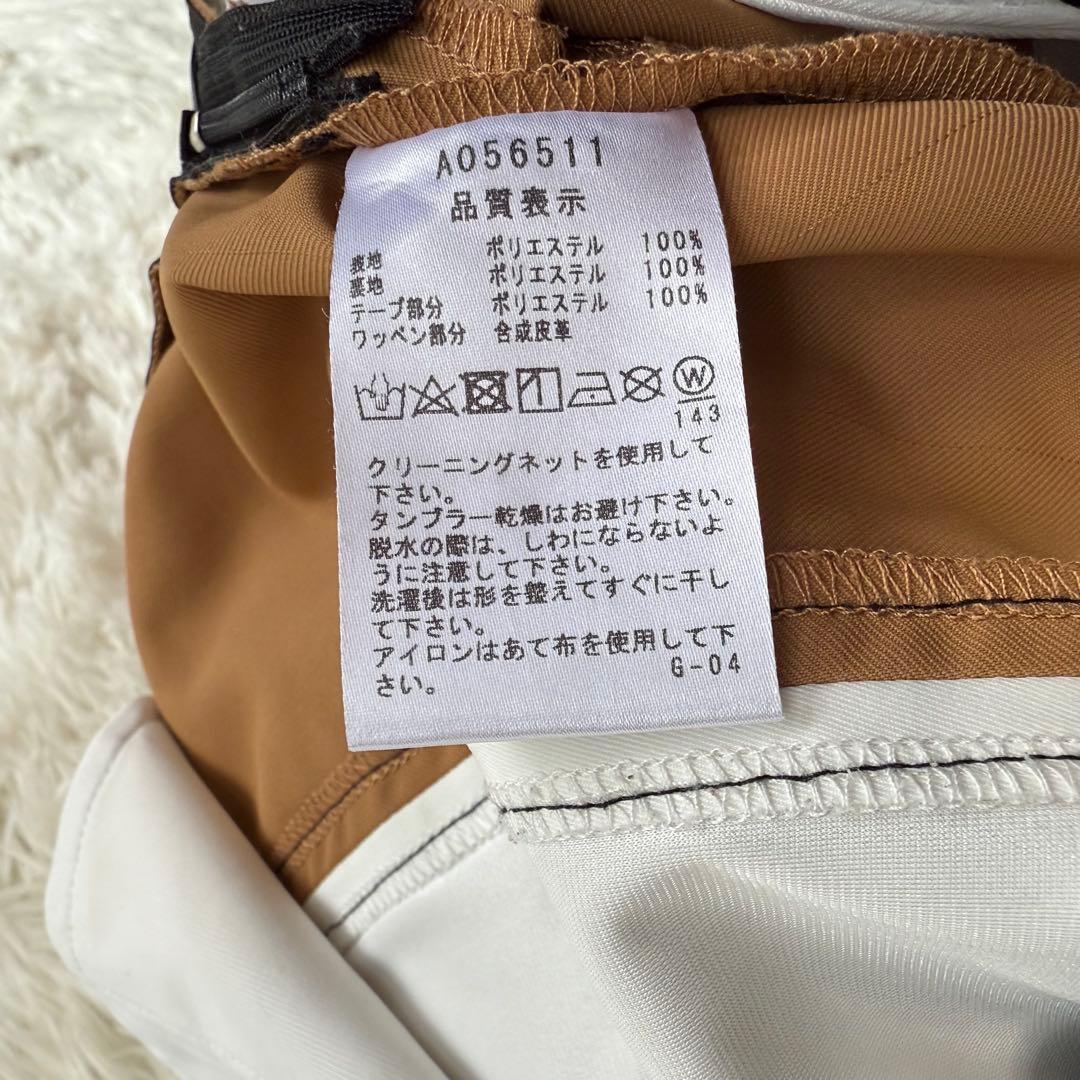 A056511
品質表示
表地 ポリエステル 100%
裏地 ポリエステル 100%
テープ部分 ポリエステル 100%
ワッペン部分 合成皮革
W
143
クリーニングネットを使用して
下さい。
タンブラー乾燥はお避け下さい。
脱水の際は、しわにならないよ
うに注意して下さい。
洗濯後は形を整えてすぐに干し
て下さい。
アイロンはあて布を使用して下
さい。
G-04